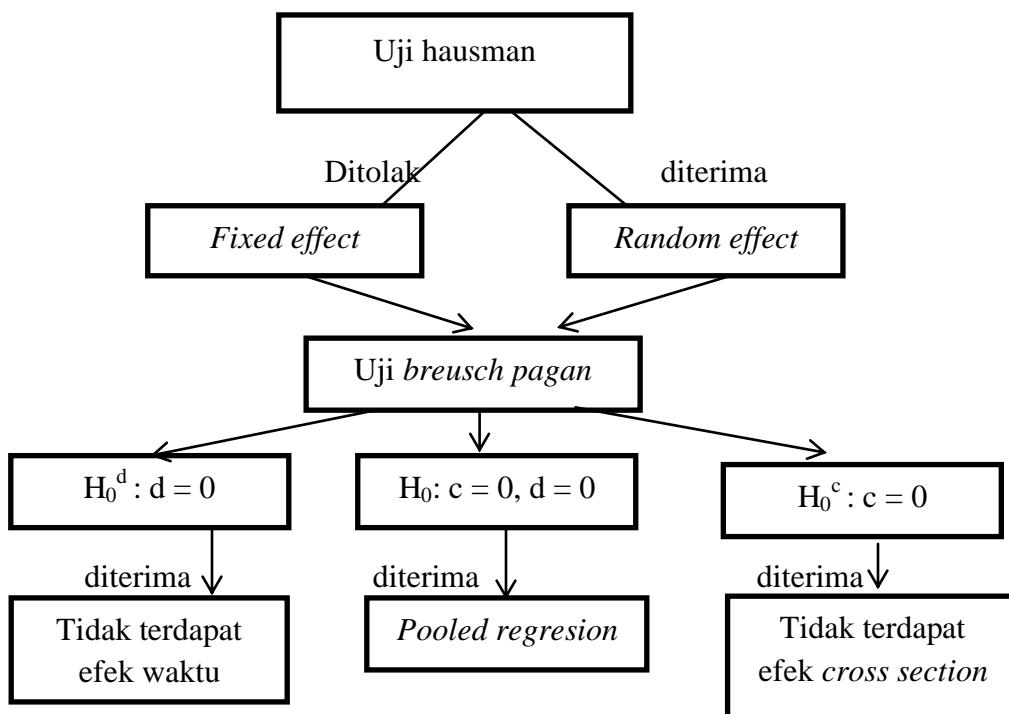 Uji hausman
Ditolak
diterima
Fixed effect
Random effect
Uji breusch pagan
H₀ᵈ : d = 0
H₀: c = 0, d = 0
H₀ᶜ : c = 0
diterima
diterima
diterima
Tidak terdapat
efek waktu
Pooled regresion
Tidak terdapat
efek cross section